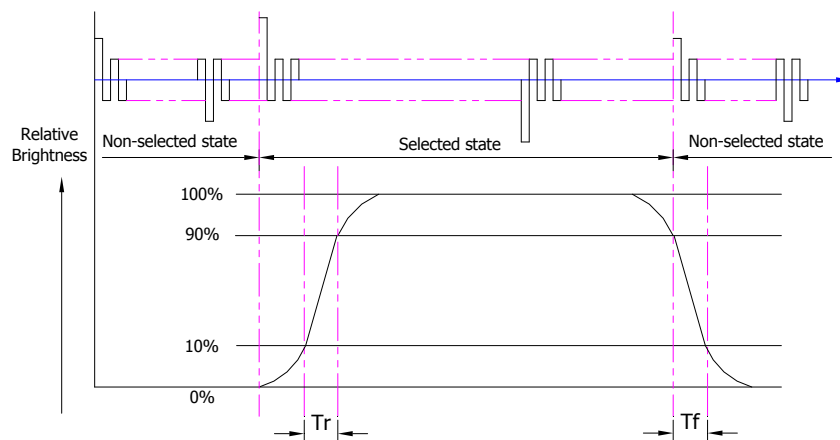 Relative
Brightness
Non-selected state
Selected state
Non-selected state
100%
90%
10%
0%
Tr
Tf